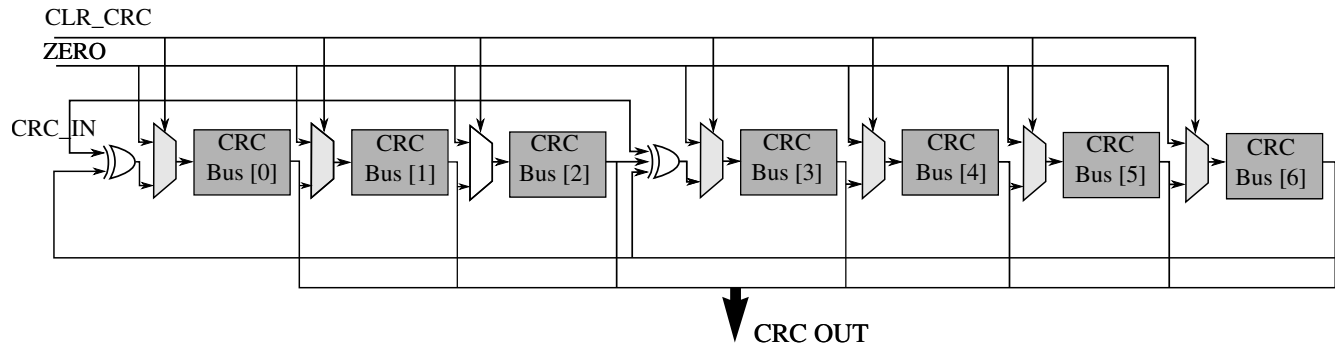 CLR_CRC
ZERO
CRC_IN
CRC
Bus [0]
CRC
Bus [1]
CRC
Bus [2]
CRC
Bus [3]
CRC
Bus [4]
CRC
Bus [5]
CRC
Bus [6]
CRC OUT